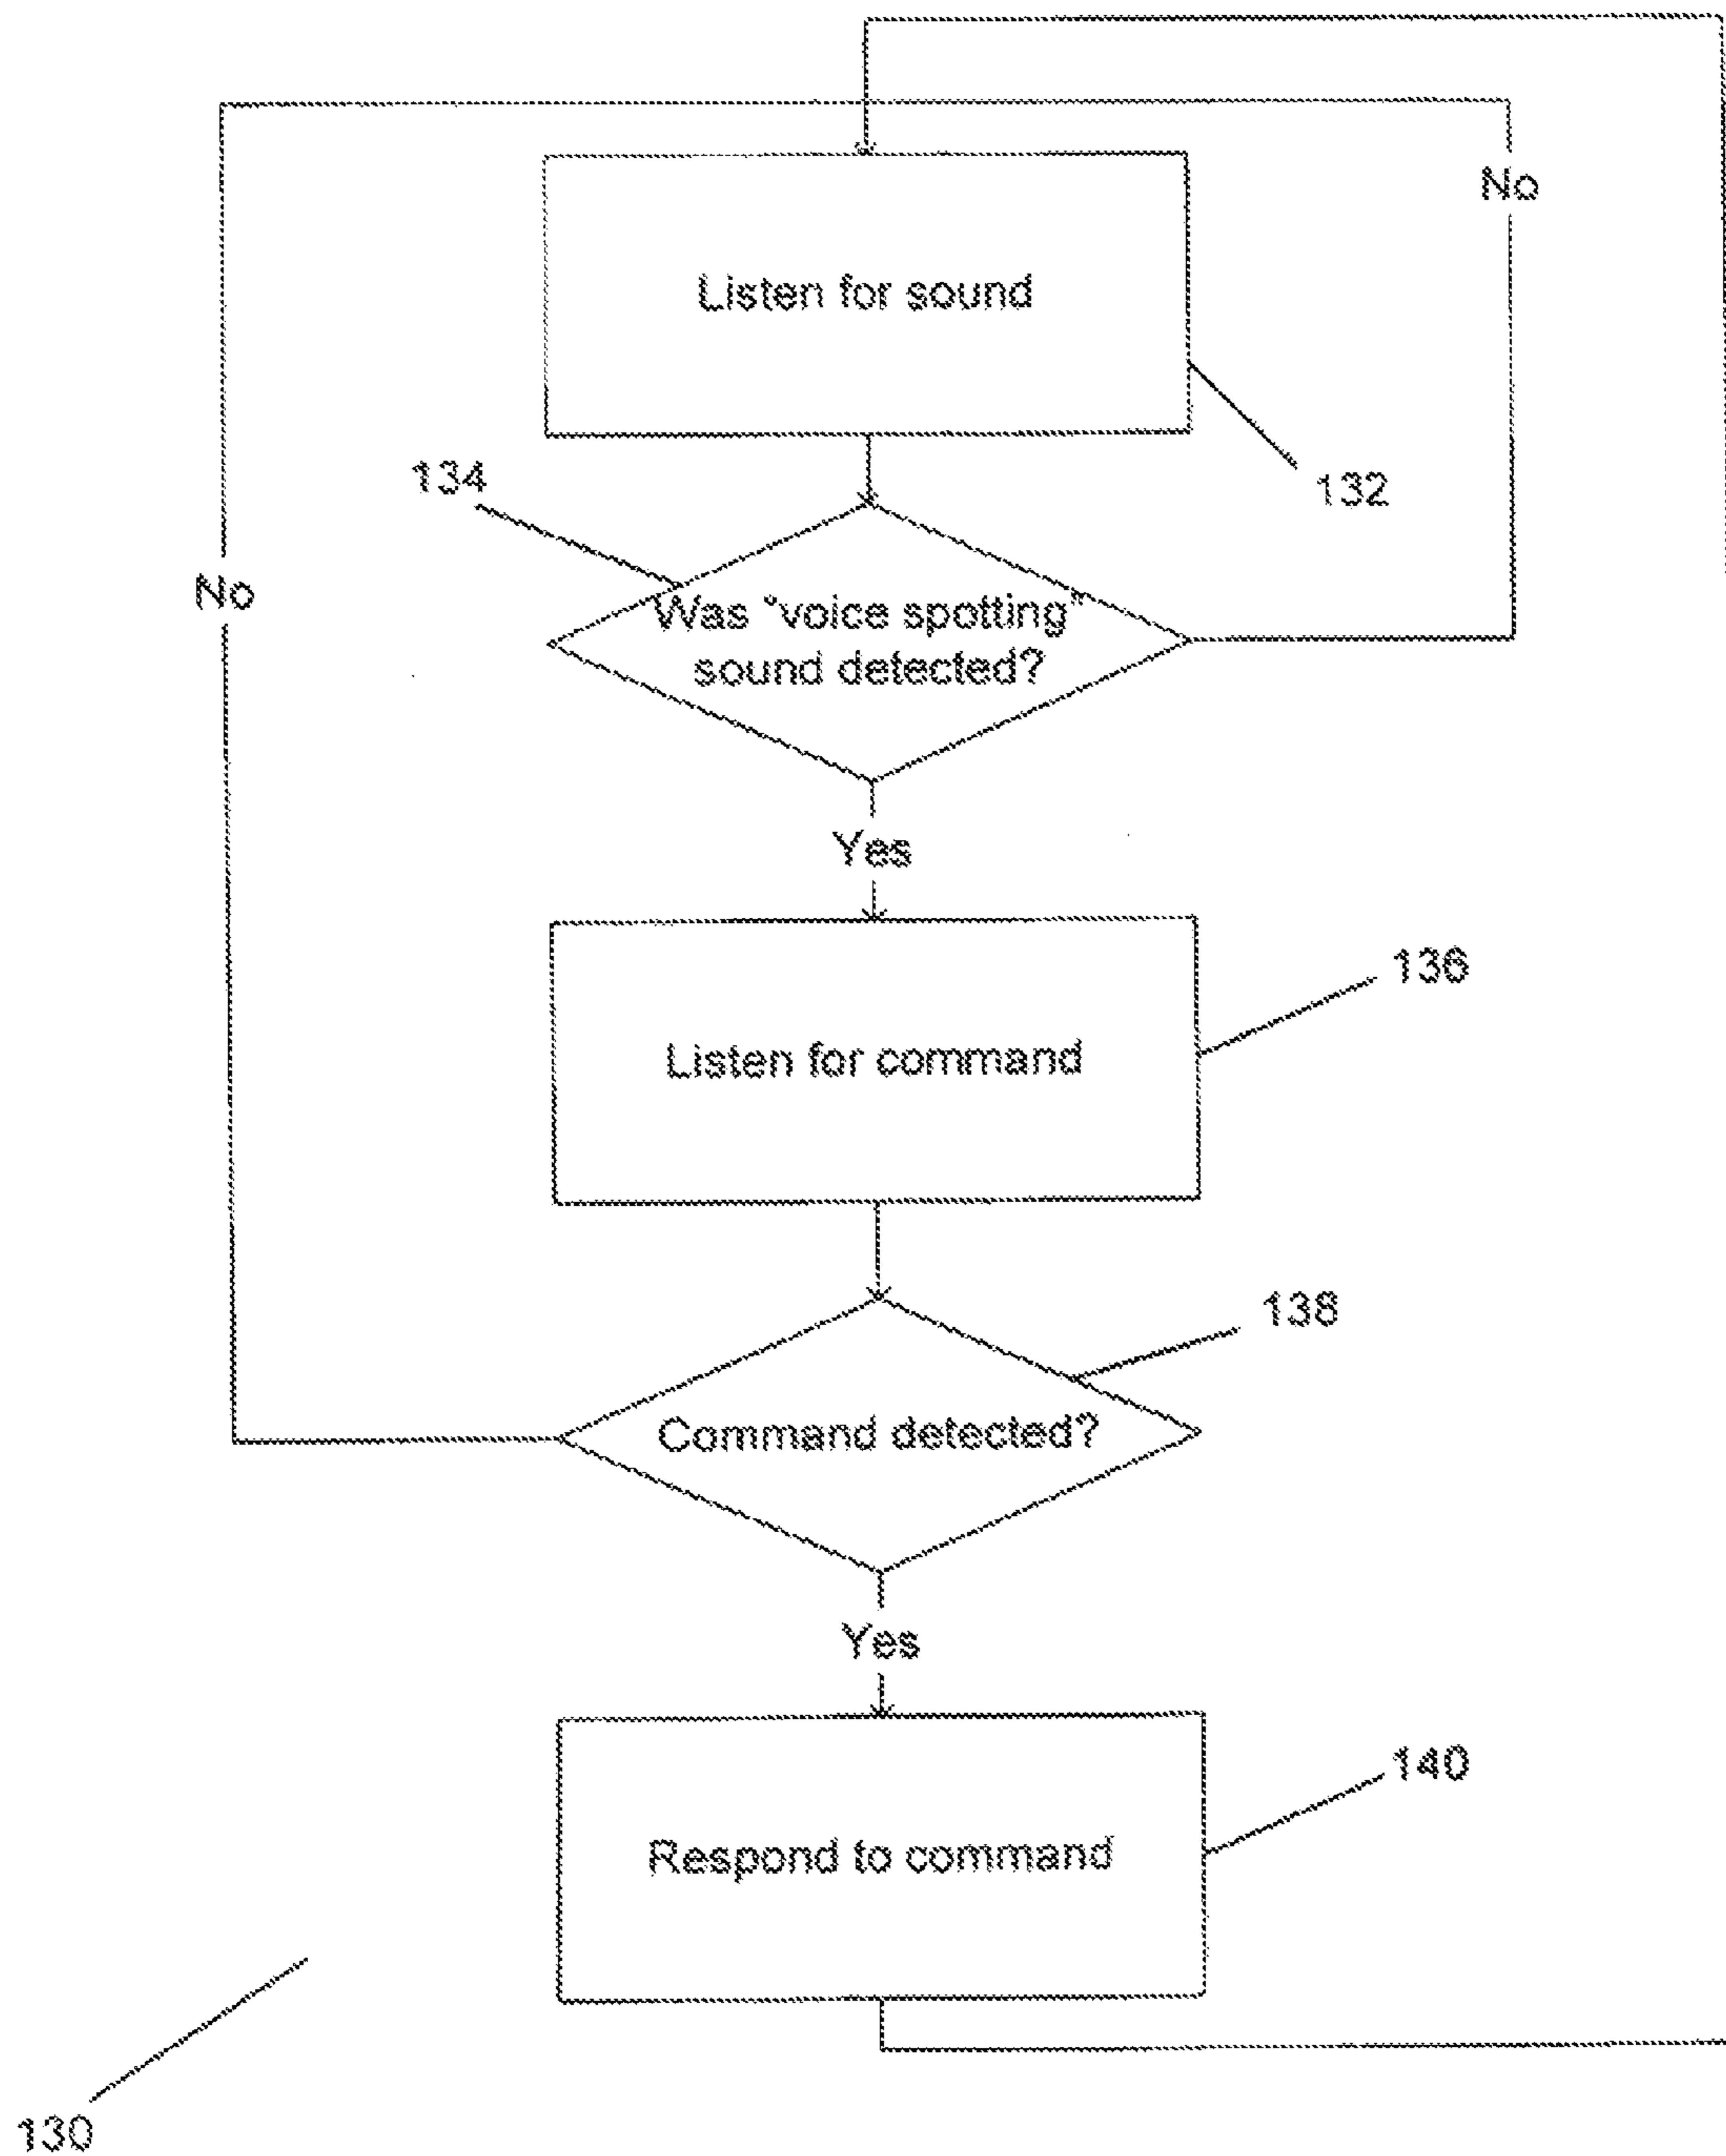 No
Listen for sound
132
134
No
Was "voice spotting"
sound detected?
Yes
Listen for command
136
138
Command detected?
Yes
Respond to command
140
130